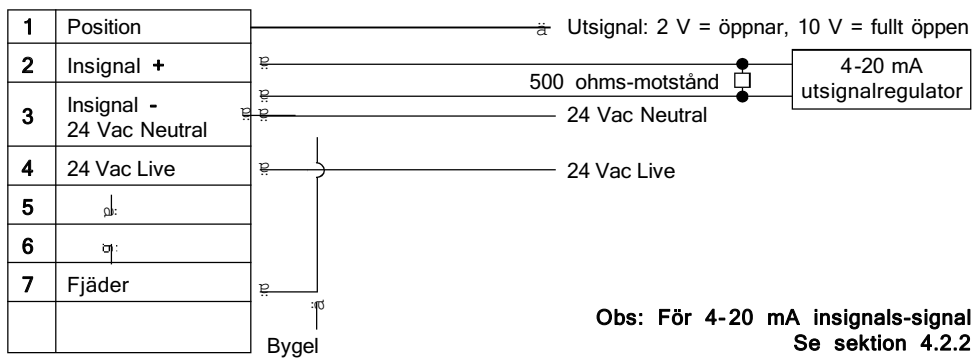 1 Position
Utsignal: 2 V = öppnar, 10 V = fullt öppen
2 Insignal +
500 ohms-motstånd
4-20 mA
utsignalregulator
3 Insignal -
24 Vac Neutral
24 Vac Neutral
4 24 Vac Live
24 Vac Live
5
6
7 Fjäder
Bygel
Obs: För 4-20 mA insignals-signal
Se sektion 4.2.2